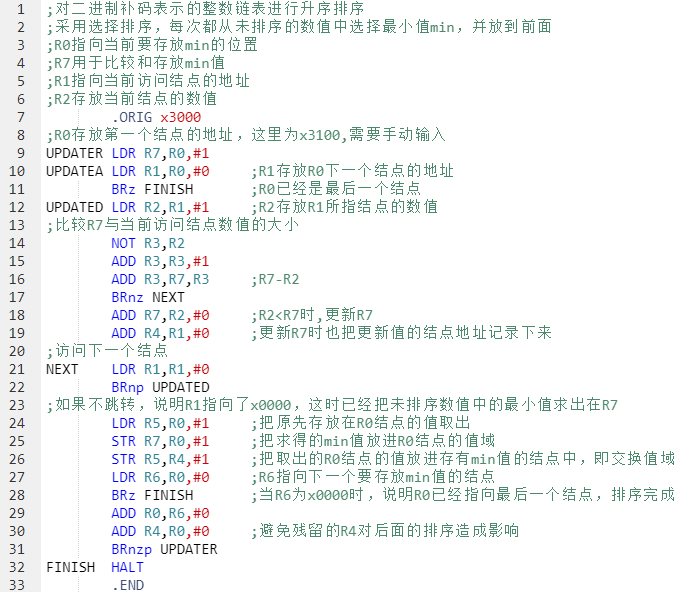 1 ;对二进制补码表示的整数链表进行升序排序
2 ;采用选择排序，每次都从未排序的数值中选择最小值min，并放到前面
3 ;R0指向当前要存放min的位置
4 ;R7用于比较和存放min值
5 ;R1指向当前访问结点的地址
6 ;R2存放当前结点的数值
7 .ORIG x3000
8 ;R0存放第一个结点的地址，这里为x3100,需要手动输入
9 UPDATER LDR R7,R0,#1
10 UPDATEA LDR R1,R0,#0 ;R1存放R0下一个结点的地址
11 BRz FINISH ;R0已经是最后一个结点
12 UPDATED LDR R2,R1,#1 ;R2存放R1所指结点的数值
13 ;比较R7与当前访问结点数值的大小
14 NOT R3,R2
15 ADD R3,R3,#1
16 ADD R3,R7,R3 ;R7-R2
17 BRnz NEXT
18 ADD R7,R2,#0 ;R2<R7时,更新R7
19 ADD R4,R1,#0 ;更新R7时也把更新值的结点地址记录下来
20 ;访问下一个结点
21 NEXT LDR R1,R1,#0
22 BRnp UPDATED
23 ;如果不跳转，说明R1指向了x0000，这时已经把未排序数值中的最小值求出在R7
24 LDR R5,R0,#1 ;把原先存放在R0结点的值取出
25 STR R7,R0,#1 ;把求得的min值放进R0结点的值域
26 STR R5,R4,#1 ;把取出的R0结点的值放进存有min值的结点中，即交换值域
27 LDR R6,R0,#0 ;R6指向下一个要存放min值的结点
28 BRz FINISH ;当R6为x0000时，说明R0已经指向最后一个结点，排序完成
29 ADD R0,R6,#0
30 ADD R4,R0,#0 ;避免残留的R4对后面的排序造成影响
31 BRnzp UPDATER
32 FINISH HALT
33 .END